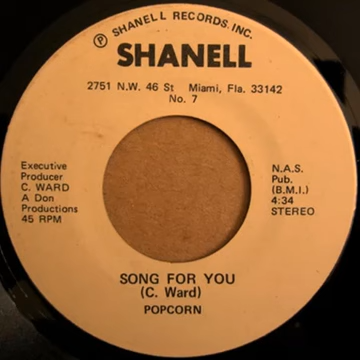 ℗ SHANELL RECORDS, INC.
SHANELL
2751 N.W. 46 St Miami, Fla. 33142
No. 7
Executive
Producer
C. WARD
A Don
Productions
45 RPM
N.A.S.
Pub.
(B.M.I.)
4:34
STEREO
SONG FOR YOU
(C. Ward)
POPCORN